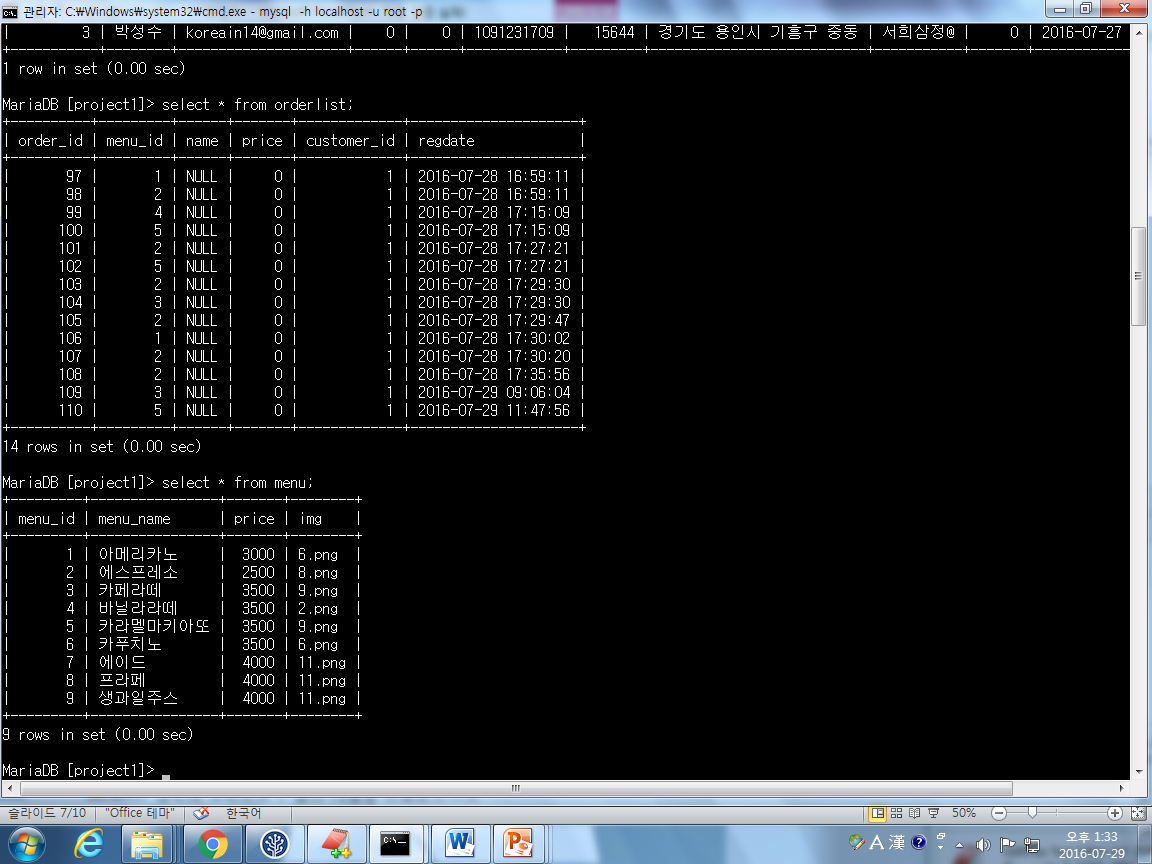 관리자: C:\Windows\system32\cmd.exe - mysql -h localhost -u root -p
| 3 | 박성수 | koreain14@gmail.com | 0 | 0 | 1091231709 | 15644 | 경기도 용인시 기흥구 중동 | 서희삼정@ | 0 | 2016-07-27
1 row in set (0.00 sec)
MariaDB [project1]> select * from orderlist;
| order_id | menu_id | name | price | customer_id | regdate |
| 97 | 1 | NULL | 0 | 1 | 2016-07-28 16:59:11 |
| 98 | 2 | NULL | 0 | 1 | 2016-07-28 16:59:11 |
| 99 | 4 | NULL | 0 | 1 | 2016-07-28 17:15:09 |
| 100 | 5 | NULL | 0 | 1 | 2016-07-28 17:15:09 |
| 101 | 2 | NULL | 0 | 1 | 2016-07-28 17:27:21 |
| 102 | 5 | NULL | 0 | 1 | 2016-07-28 17:27:21 |
| 103 | 2 | NULL | 0 | 1 | 2016-07-28 17:29:30 |
| 104 | 3 | NULL | 0 | 1 | 2016-07-28 17:29:30 |
| 105 | 2 | NULL | 0 | 1 | 2016-07-28 17:29:47 |
| 106 | 1 | NULL | 0 | 1 | 2016-07-28 17:30:02 |
| 107 | 2 | NULL | 0 | 1 | 2016-07-28 17:30:20 |
| 108 | 2 | NULL | 0 | 1 | 2016-07-28 17:35:56 |
| 109 | 3 | NULL | 0 | 1 | 2016-07-29 09:06:04 |
| 110 | 5 | NULL | 0 | 1 | 2016-07-29 11:47:56 |
14 rows in set (0.00 sec)
MariaDB [project1]> select * from menu;
| menu_id | menu_name | price | img |
| 1 | 아메리카노 | 3000 | 6.png |
| 2 | 에스프레소 | 2500 | 8.png |
| 3 | 카페라떼 | 3500 | 9.png |
| 4 | 바닐라라떼 | 3500 | 2.png |
| 5 | 카라멜마키아또 | 3500 | 9.png |
| 6 | 카푸치노 | 3500 | 6.png |
| 7 | 에이드 | 4000 | 11.png |
| 8 | 프라페 | 4000 | 11.png |
| 9 | 생과일주스 | 4000 | 11.png |
9 rows in set (0.00 sec)
MariaDB [project1]> _
슬라이드 7/10 "Office 테마" 한국어 50%
A 漢 오후 1:33
2016-07-29